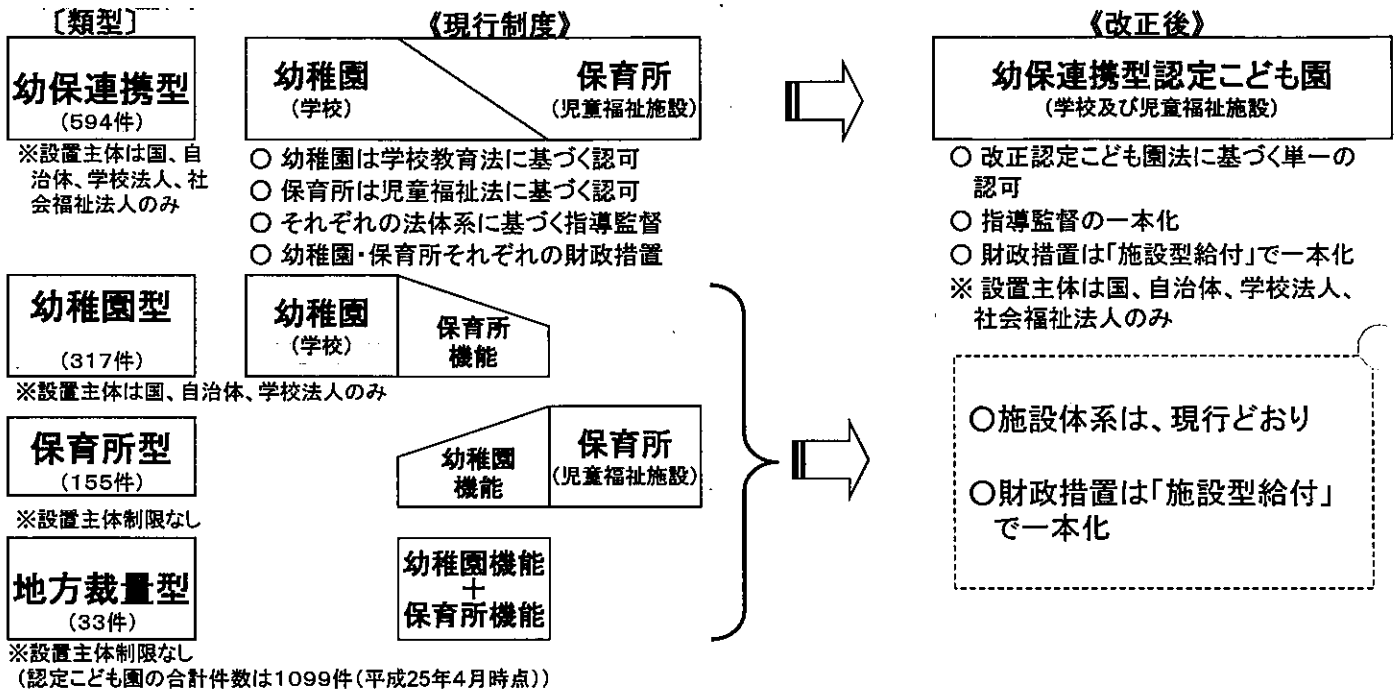 〔類型〕
《現行制度》
《改正後》
幼保連携型
(594件)
※設置主体は国、自
治体、学校法人、社
会福祉法人のみ
幼稚園
(学校)
保育所
(児童福祉施設)
○ 幼稚園は学校教育法に基づく認可
○ 保育所は児童福祉法に基づく認可
○ それぞれの法体系に基づく指導監督
○ 幼稚園・保育所それぞれの財政措置
幼保連携型認定こども園
(学校及び児童福祉施設)
○ 改正認定こども園法に基づく単一の
認可
○ 指導監督の一本化
○ 財政措置は「施設型給付」で一本化
※ 設置主体は国、自治体、学校法人、
社会福祉法人のみ
幼稚園型
(317件)
※設置主体は国、自治体、学校法人のみ
幼稚園
(学校)
保育所
機能
保育所型
(155件)
※設置主体制限なし
幼稚園
機能
保育所
(児童福祉施設)
地方裁量型
(33件)
※設置主体制限なし
幼稚園機能
+
保育所機能
○施設体系は、現行どおり
○財政措置は「施設型給付」
で一本化
(認定こども園の合計件数は1099件(平成25年4月時点))